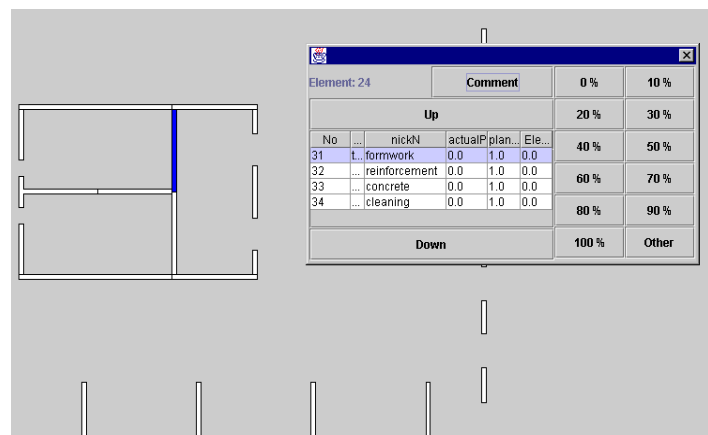 Element: 24 Comment 0 % 10 %
Up 20 % 30 %
No ... nickN actualP plan... Ele... 40 % 50 %
31 t... formwork 0.0 1.0 0.0
32 ... reinforcement 0.0 1.0 0.0 60 % 70 %
33 ... concrete 0.0 1.0 0.0
34 ... cleaning 0.0 1.0 0.0 80 % 90 %
Down 100 % Other